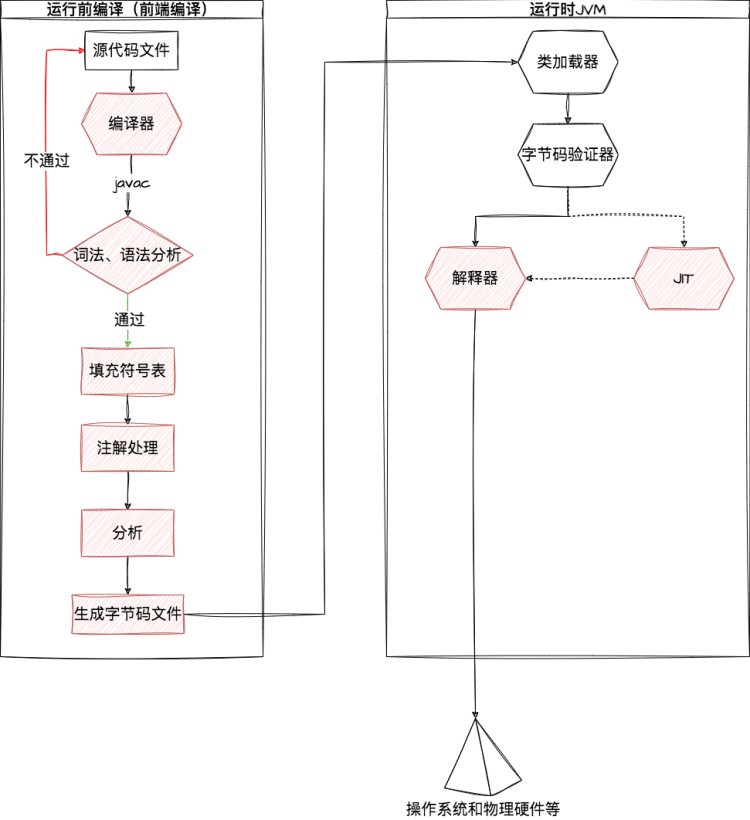 运行前编译（前端编译）
源代码文件
编译器
不通过
javac
词法、语法分析
通过
填充符号表
注解处理
分析
生成字节码文件
运行时JVM
类加载器
字节码验证器
解释器
JIT
操作系统和物理硬件等